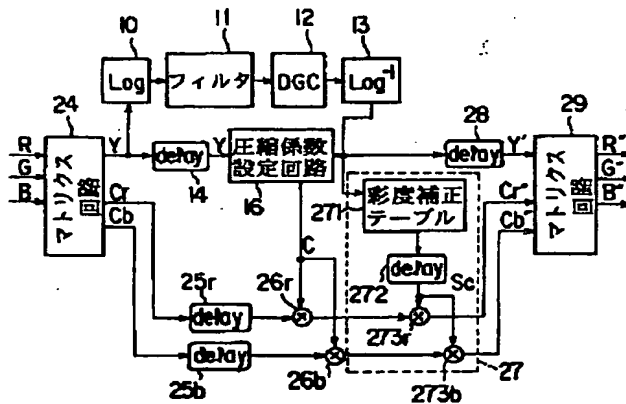 10
11
12
13
Log
フィルタ
DGC
Log⁻¹
24
28
29
R
G
B
マトリクス
回路
Y
delay
14
Y
圧縮係数
設定回路
16
delay
Y'
マトリクス
回路
R"
G"
B"
Cr
Cb
271
彩度補正
テーブル
Cr"
Cb"
C
272
delay
Sc
25r
delay
26r
273r
25b
delay
26b
273b
27